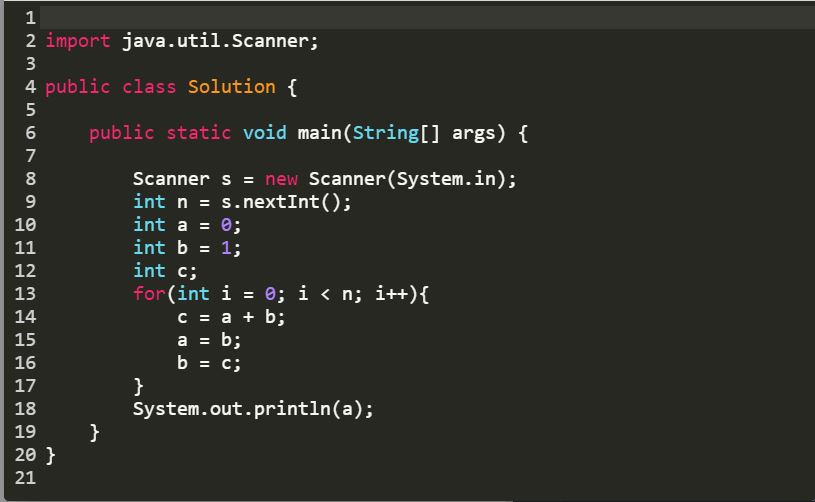 1
2 import java.util.Scanner;
3
4 public class Solution {
5
6     public static void main(String[] args) {
7
8         Scanner s = new Scanner(System.in);
9         int n = s.nextInt();
10         int a = 0;
11         int b = 1;
12         int c;
13         for(int i = 0; i < n; i++){
14             c = a + b;
15             a = b;
16             b = c;
17         }
18         System.out.println(a);
19     }
20 }
21